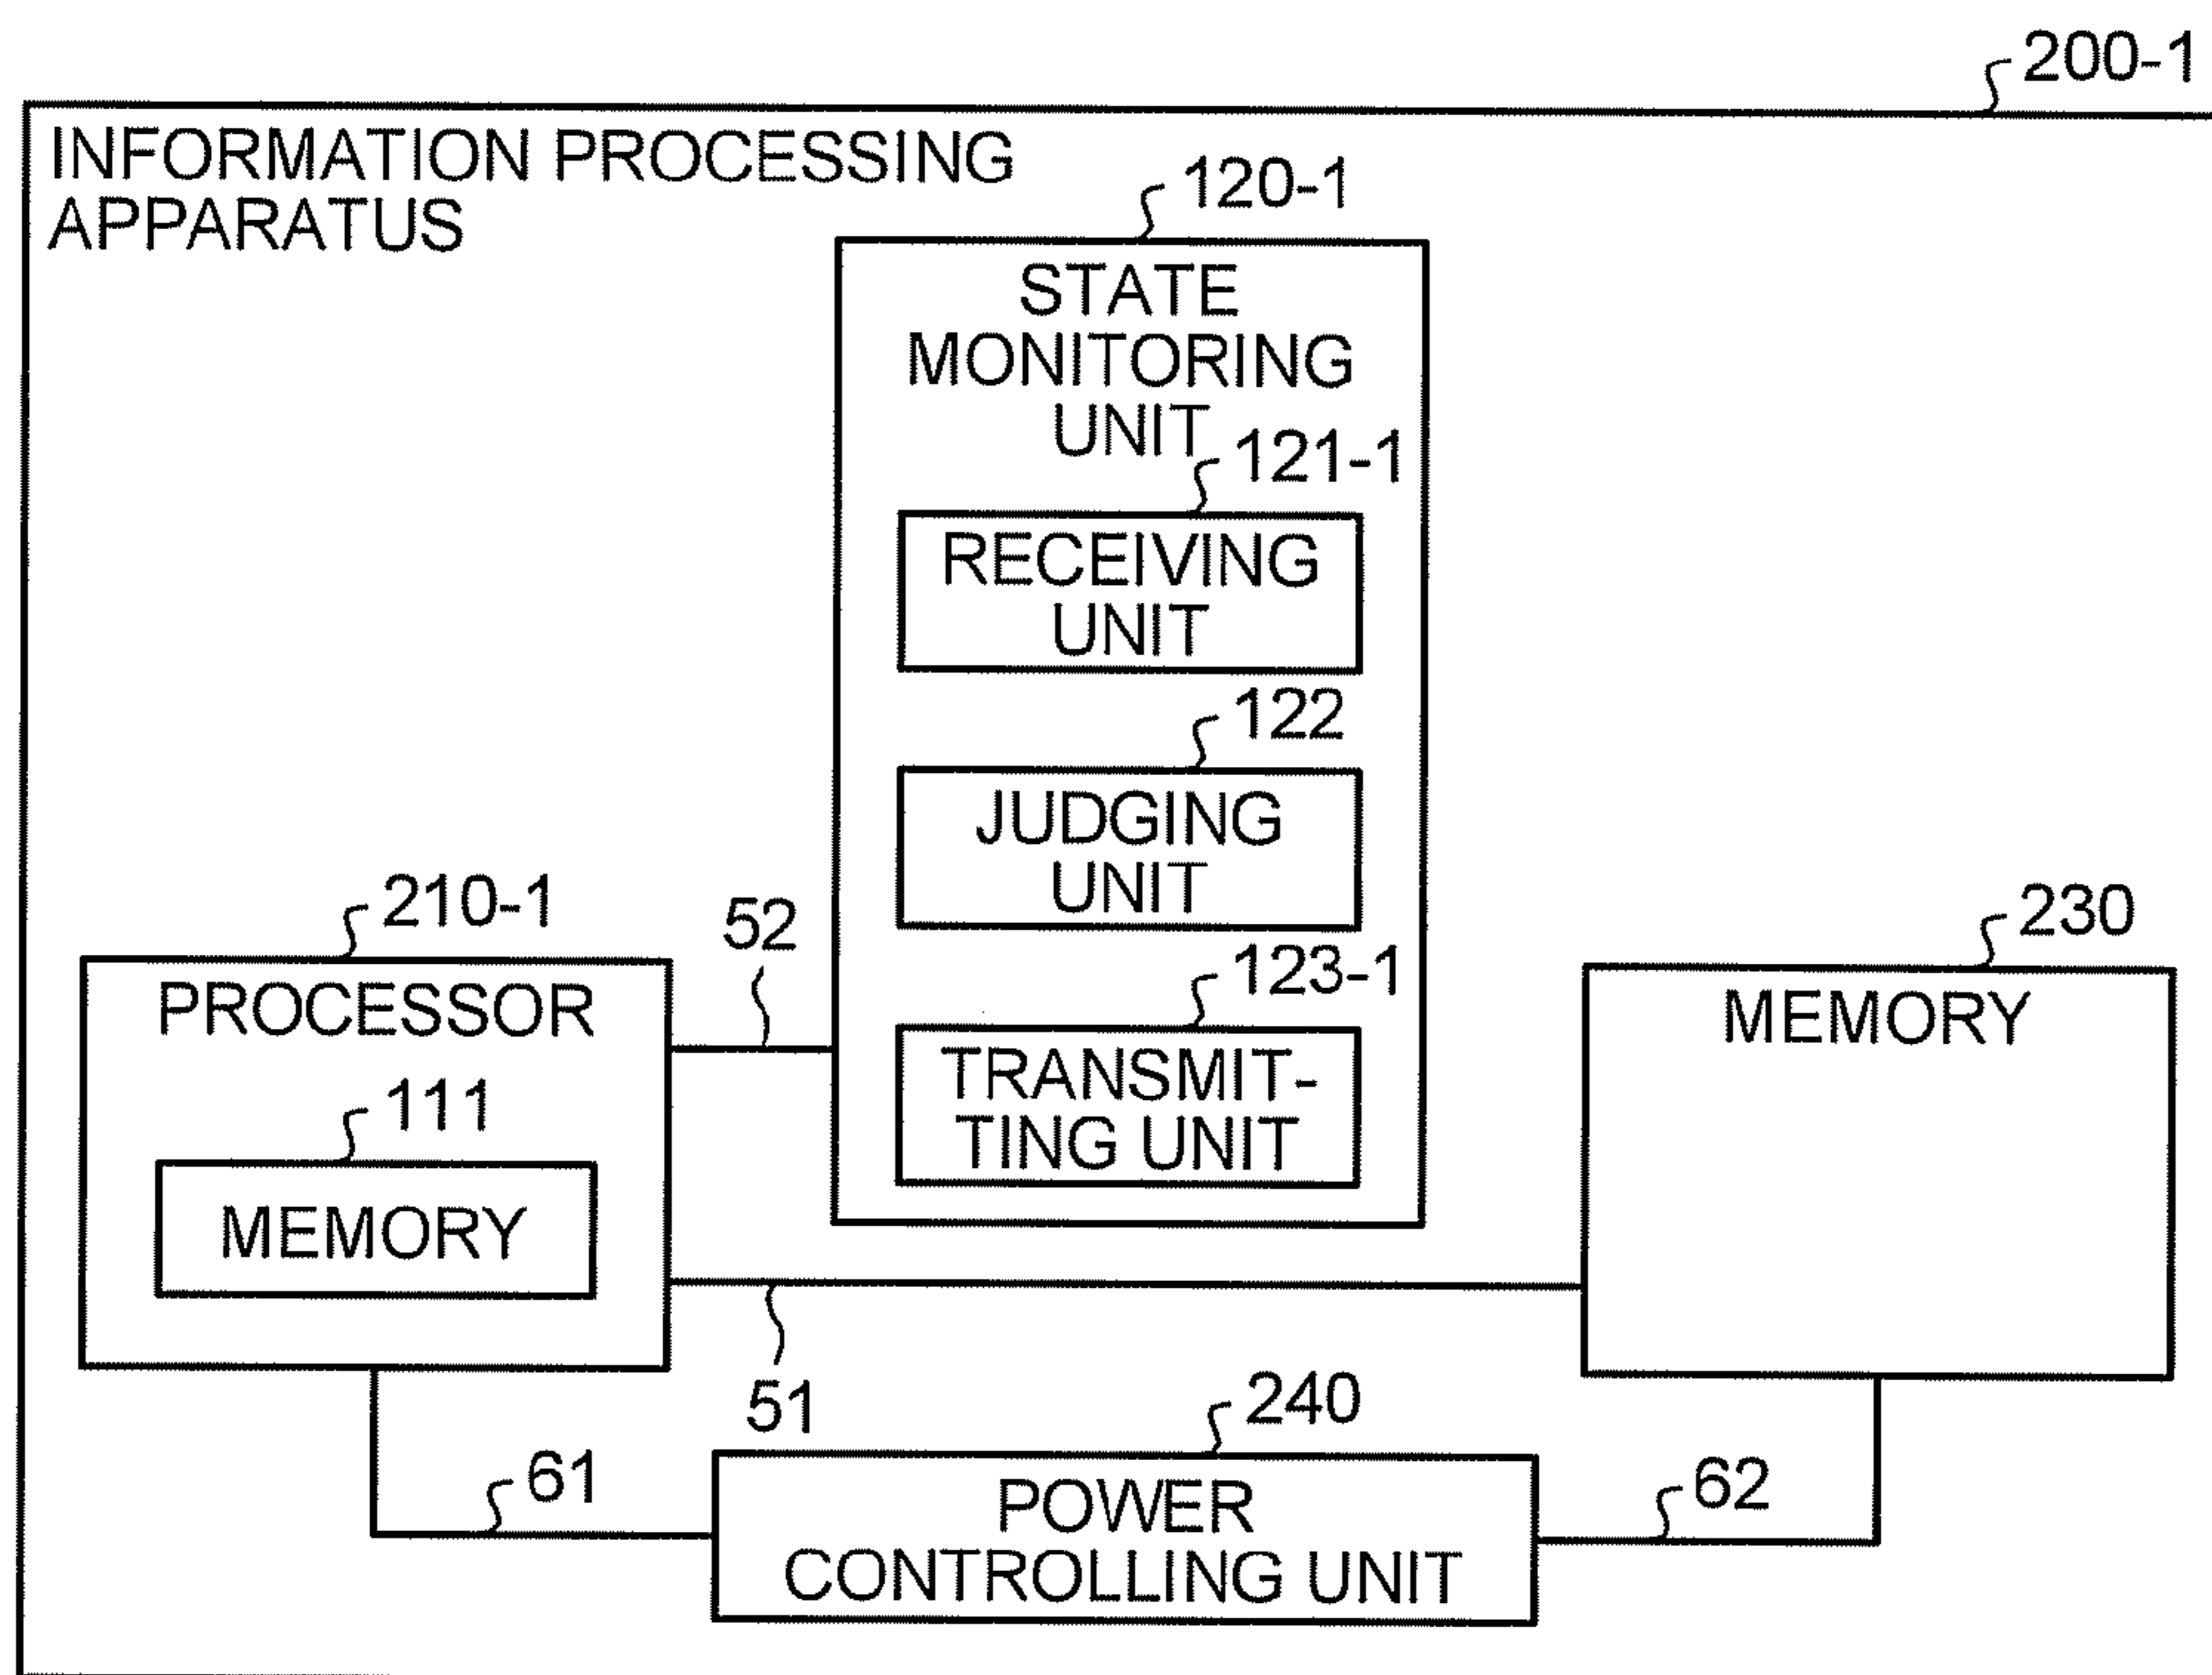 200-1
INFORMATION PROCESSING
APPARATUS
120-1
STATE
MONITORING
UNIT
121-1
RECEIVING
UNIT
122
JUDGING
UNIT
123-1
TRANSMIT-
TING UNIT
210-1
PROCESSOR
111
MEMORY
52
230
MEMORY
51
61
240
POWER
CONTROLLING UNIT
62